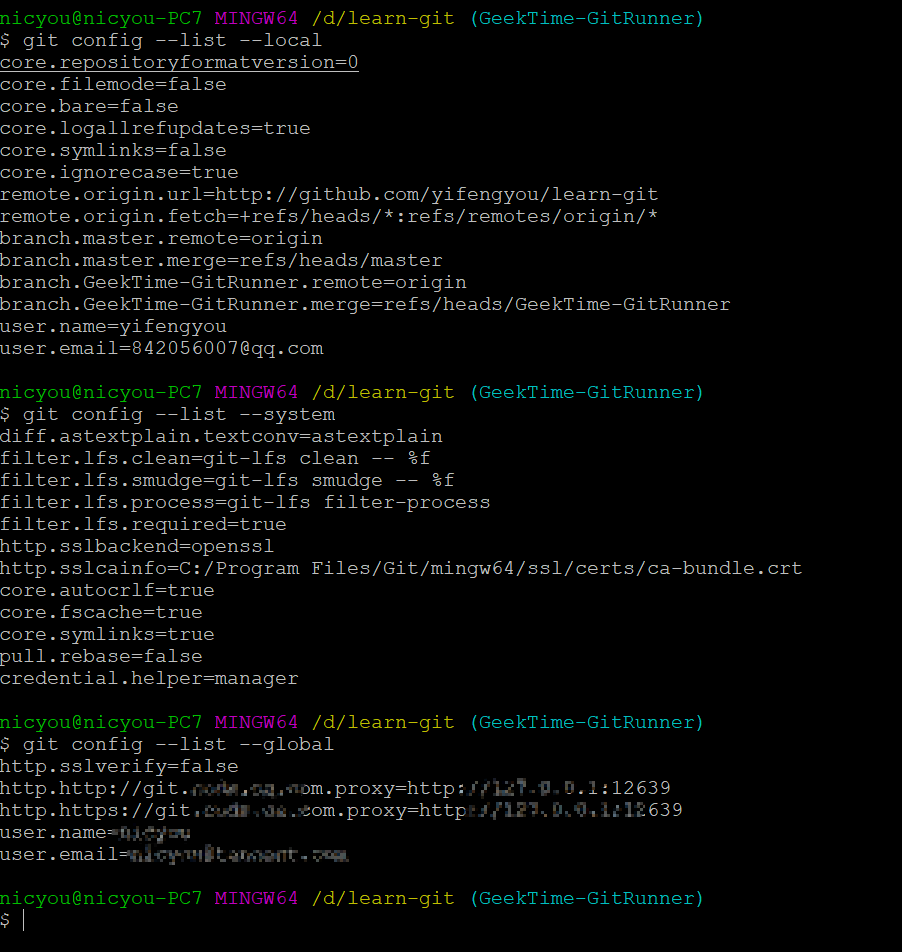 nicyou@nicyou-PC7 MINGW64 /d/learn-git (GeekTime-GitRunner)
$ git config --list --local
core.repositoryformatversion=0
core.filemode=false
core.bare=false
core.logallrefupdates=true
core.symlinks=false
core.ignorecase=true
remote.origin.url=http://github.com/yifengyou/learn-git
remote.origin.fetch=+refs/heads/*:refs/remotes/origin/*
branch.master.remote=origin
branch.master.merge=refs/heads/master
branch.GeekTime-GitRunner.remote=origin
branch.GeekTime-GitRunner.merge=refs/heads/GeekTime-GitRunner
user.name=yifengyou
user.email=842056007@qq.com
nicyou@nicyou-PC7 MINGW64 /d/learn-git (GeekTime-GitRunner)
$ git config --list --system
diff.astextplain.textconv=astextplain
filter.lfs.clean=git-lfs clean -- %f
filter.lfs.smudge=git-lfs smudge -- %f
filter.lfs.process=git-lfs filter-process
filter.lfs.required=true
http.sslbackend=openssl
http.sslcainfo=C:/Program Files/Git/mingw64/ssl/certs/ca-bundle.crt
core.autocrlf=true
core.fscache=true
core.symlinks=true
pull.rebase=false
credential.helper=manager
nicyou@nicyou-PC7 MINGW64 /d/learn-git (GeekTime-GitRunner)
$ git config --list --global
http.sslverify=false
http.http://git. om.proxy=http: .1:12639
http.https://git. com.proxy=http 639
user.name=
user.email=
nicyou@nicyou-PC7 MINGW64 /d/learn-git (GeekTime-GitRunner)
$